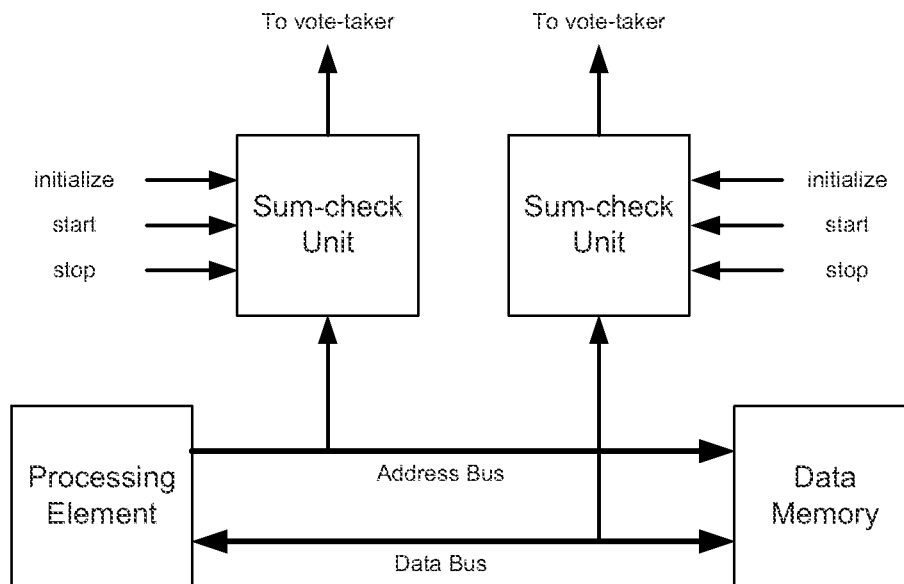 To vote-taker
To vote-taker
initialize
start
stop
Sum-check
Unit
Sum-check
Unit
initialize
start
stop
Processing
Element
Address Bus
Data Bus
Data
Memory